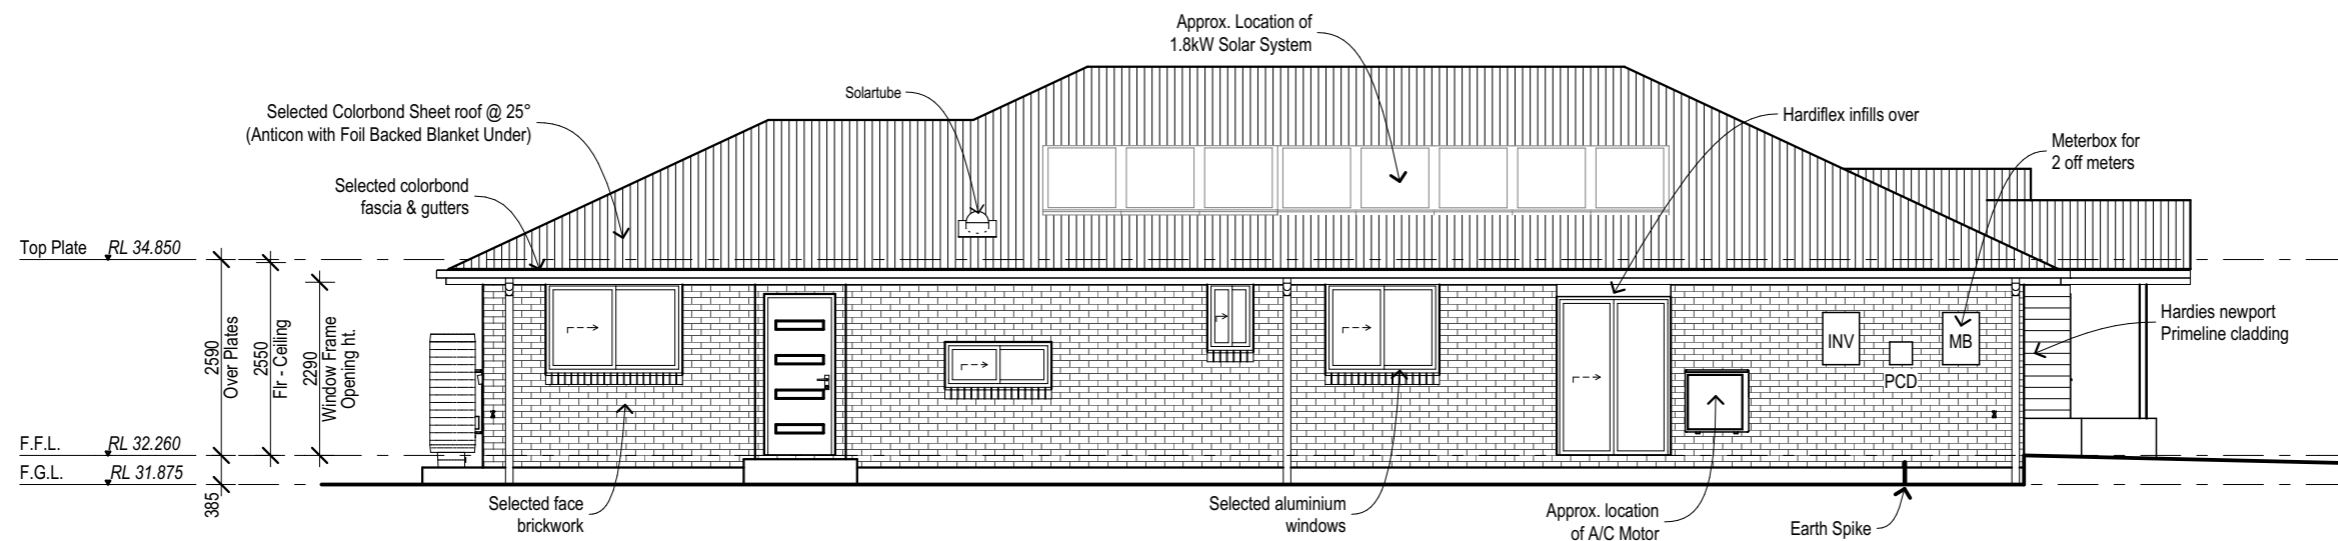 Approx. Location of
1.8kW Solar System
Solartube
Selected Colorbond Sheet roof @ 25°
(Anticon with Foil Backed Blanket Under)
Hardiflex infills over
Meterbox for
2 off meters
Selected colorbond
fascia & gutters
Top Plate
RL 34.850
2590
Over Plates
2550
Flr - Ceiling
2290
Window Frame
Opening ht.
INV
MB
PCD
Hardies newport
Primeline cladding
F.F.L.
RL 32.260
F.G.L.
RL 31.875
385
Selected face
brickwork
Selected aluminium
windows
Approx. location
of A/C Motor
Earth Spike